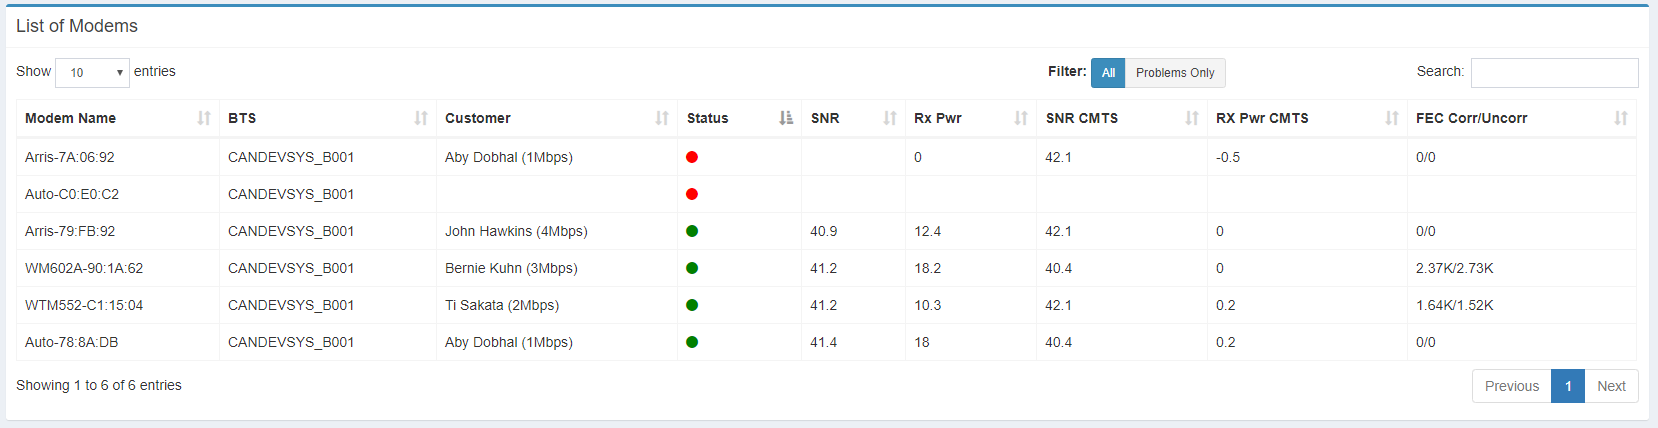 List of Modems
Show 10 entries Filter: All Problems Only Search:
Modem Name BTS Customer Status SNR Rx Pwr SNR CMTS RX Pwr CMTS FEC Corr/Uncorr
Arris-7A:06:92 CANDEVSYS_B001 Aby Dobhal (1Mbps) 0 42.1 -0.5 0/0
Auto-C0:E0:C2 CANDEVSYS_B001
Arris-79:FB:92 CANDEVSYS_B001 John Hawkins (4Mbps) 40.9 12.4 42.1 0 0/0
WM602A-90:1A:62 CANDEVSYS_B001 Bernie Kuhn (3Mbps) 41.2 18.2 40.4 0 2.37K/2.73K
WTM552-C1:15:04 CANDEVSYS_B001 Ti Sakata (2Mbps) 41.2 10.3 42.1 0.2 1.64K/1.52K
Auto-78:8A:DB CANDEVSYS_B001 Aby Dobhal (1Mbps) 41.4 18 40.4 0.2 0/0
Showing 1 to 6 of 6 entries Previous 1 Next